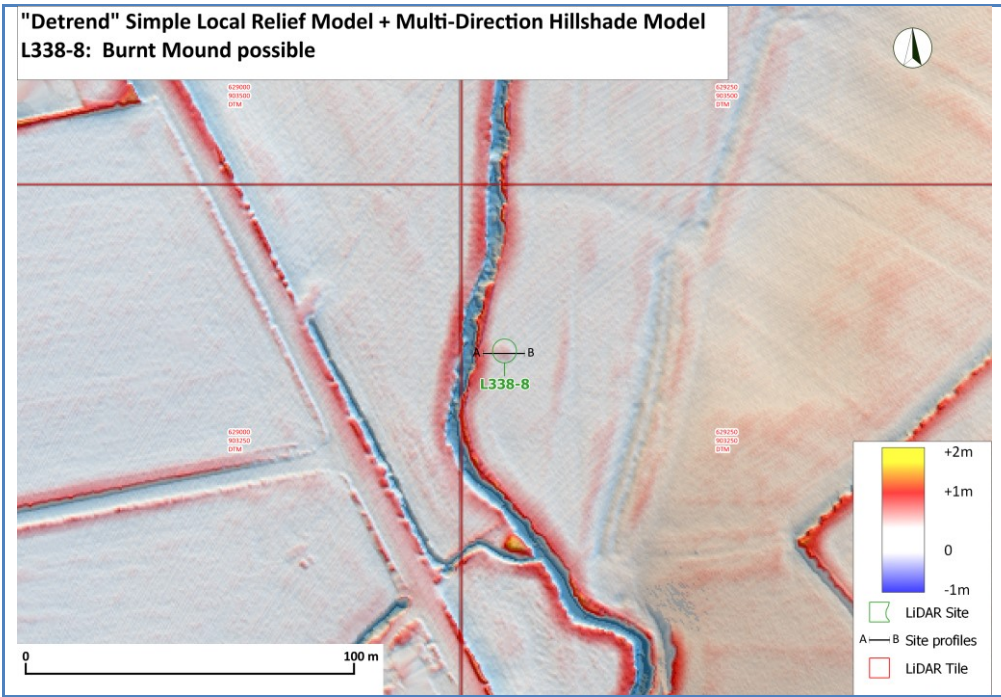 "Detrend" Simple Local Relief Model + Multi-Direction Hillshade Model
L338-8: Burnt Mound possible
629000
903500
DTM
629250
903500
DTM
A B
L338-8
629000
903250
DTM
629250
903250
DTM
+2m
+1m
0
-1m
LiDAR Site
A B Site profiles
LiDAR Tile
0 100 m